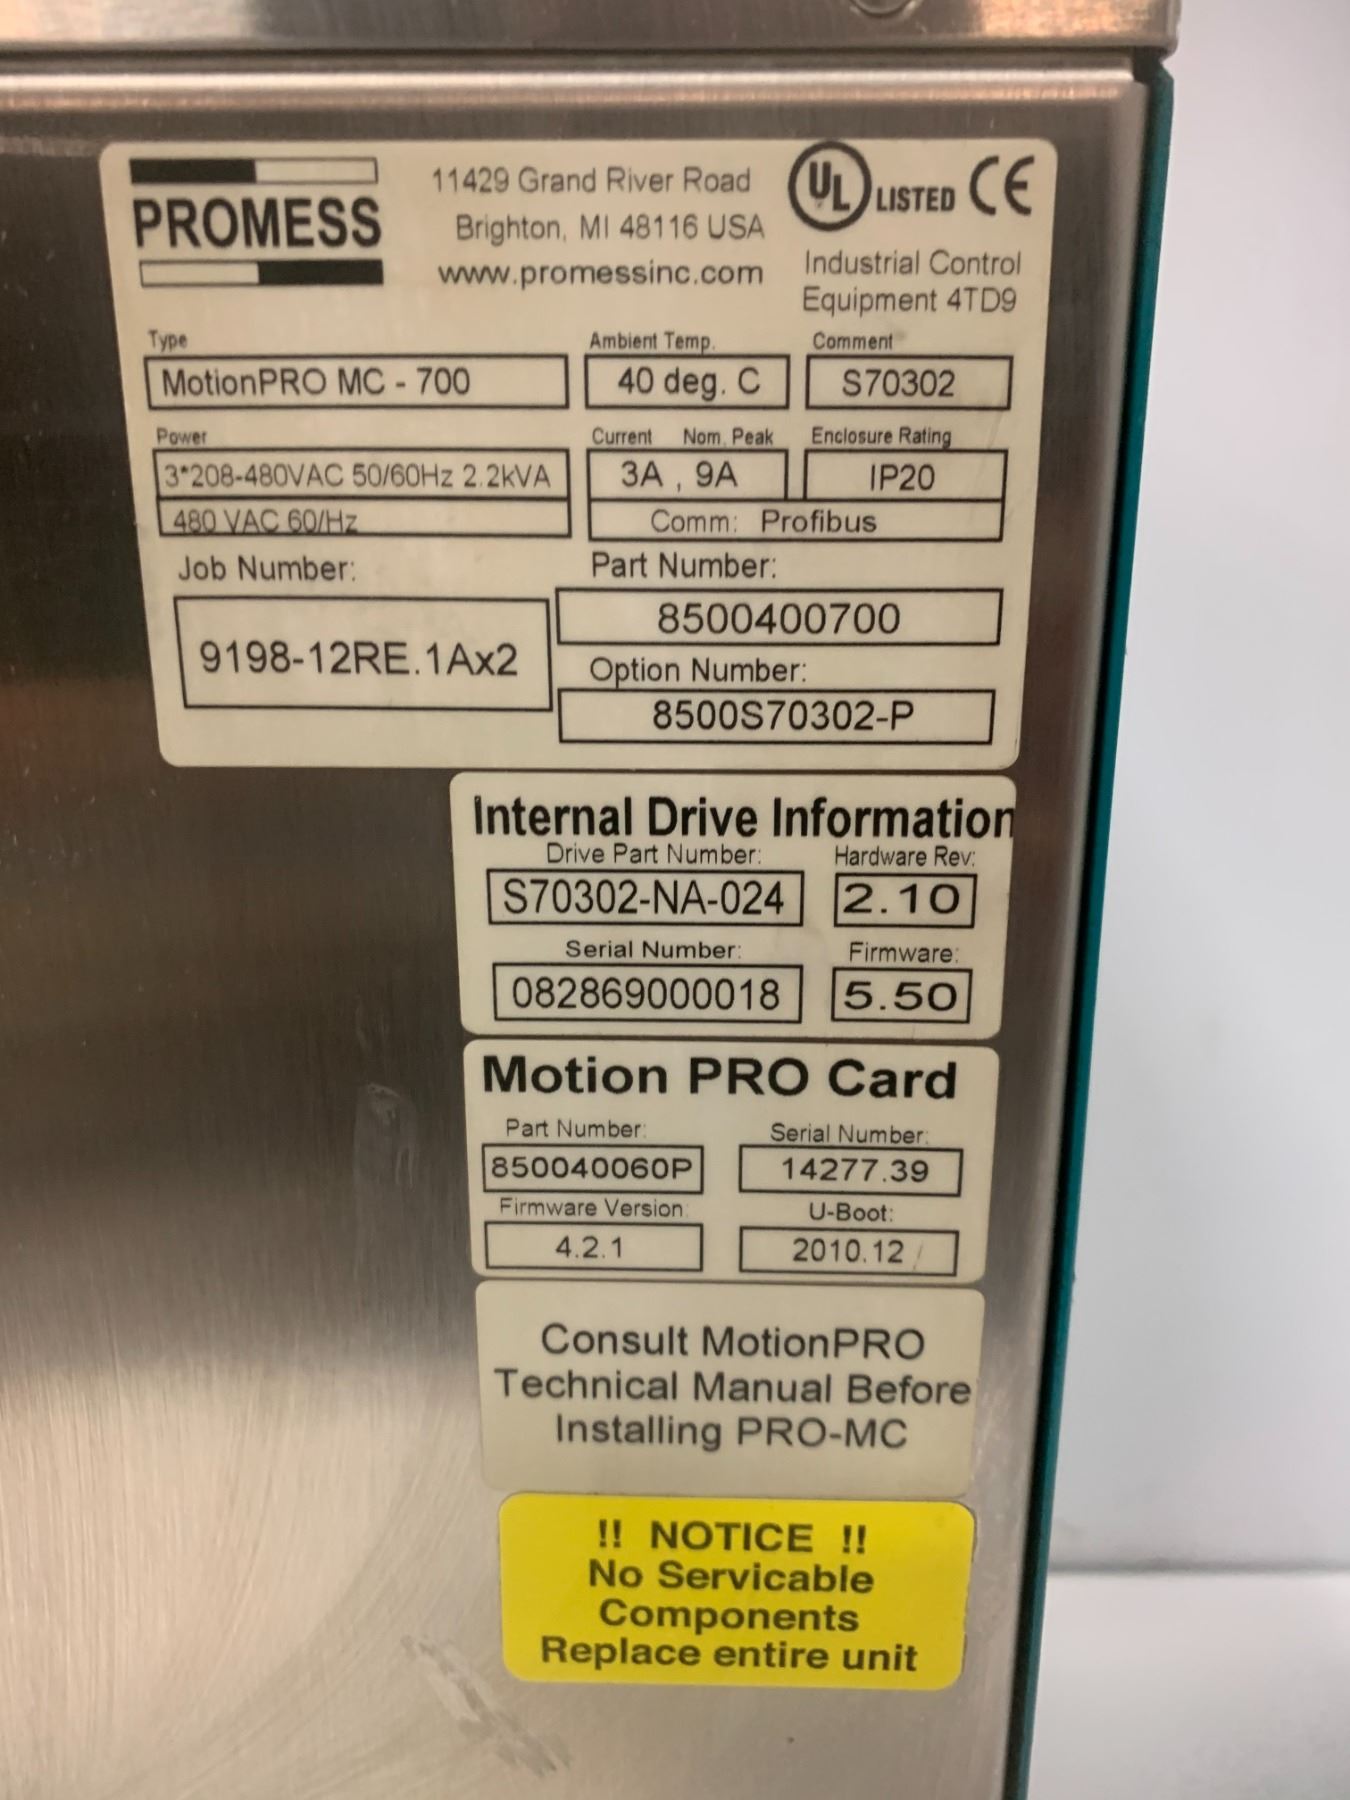 PROMESS
11429 Grand River Road
Brighton, MI 48116 USA
www.promessinc.com
UL LISTED CE
Industrial Control
Equipment 4TD9
Type
MotionPRO MC - 700
Ambient Temp.
40 deg. C
Comment
S70302
Power
3*208-480VAC 50/60Hz 2.2kVA
480 VAC 60/Hz
Current Nom. Peak
3A , 9A
Enclosure Rating
IP20
Comm: Profibus
Job Number:
9198-12RE.1Ax2
Part Number:
8500400700
Option Number:
8500S70302-P
Internal Drive Information
Drive Part Number:
S70302-NA-024
Hardware Rev:
2.10
Serial Number:
082869000018
Firmware:
5.50
Motion PRO Card
Part Number:
850040060P
Serial Number:
14277.39
Firmware Version:
4.2.1
U-Boot:
2010.12
Consult MotionPRO
Technical Manual Before
Installing PRO-MC
!! NOTICE !!
No Servicable
Components
Replace entire unit